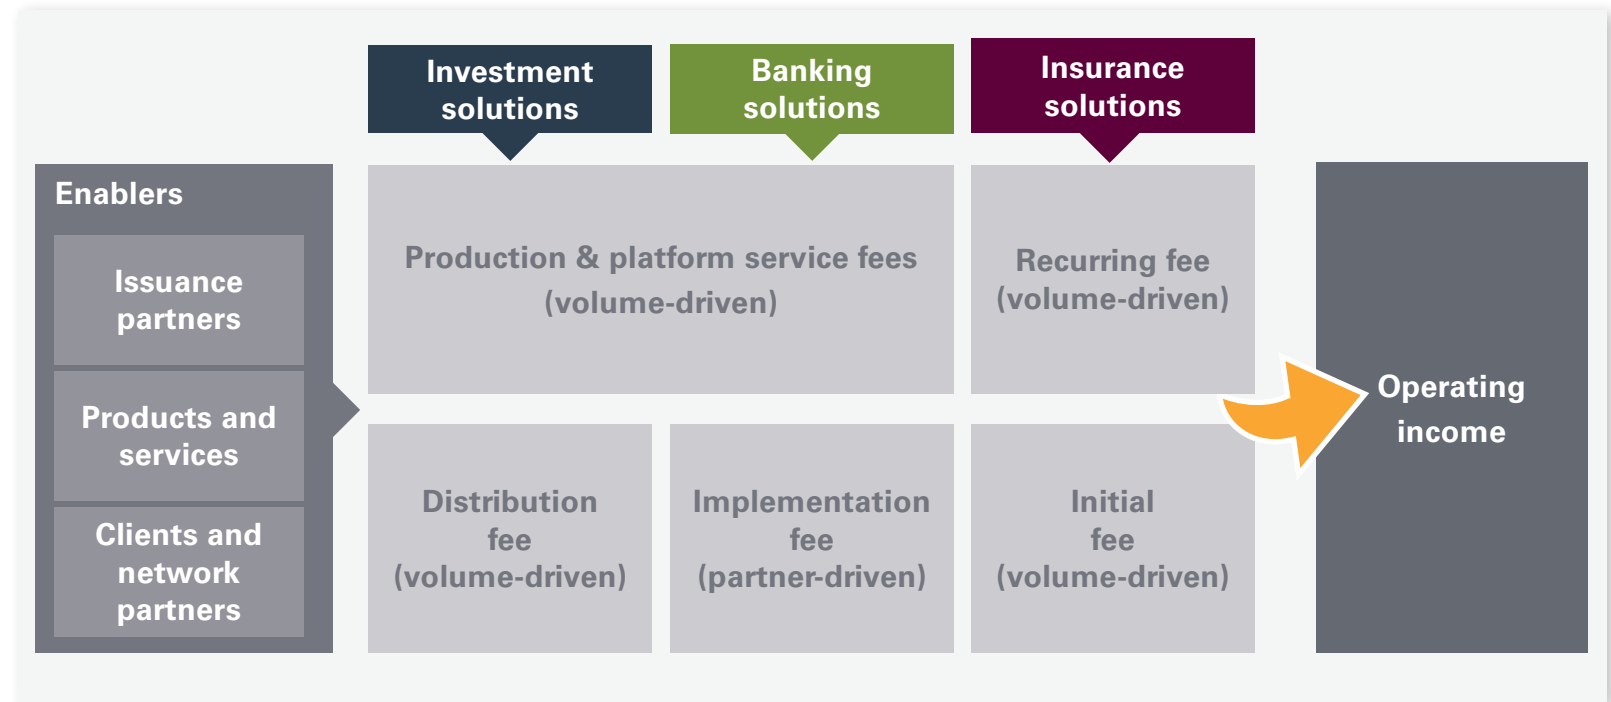 Investment
solutions
Banking
solutions
Insurance
solutions
Enablers
Issuance
partners
Products and
services
Clients and
network
partners
Production & platform service fees
(volume-driven)
Recurring fee
(volume-driven)
Distribution
fee
(volume-driven)
Implementation
fee
(partner-driven)
Initial
fee
(volume-driven)
Operating
income